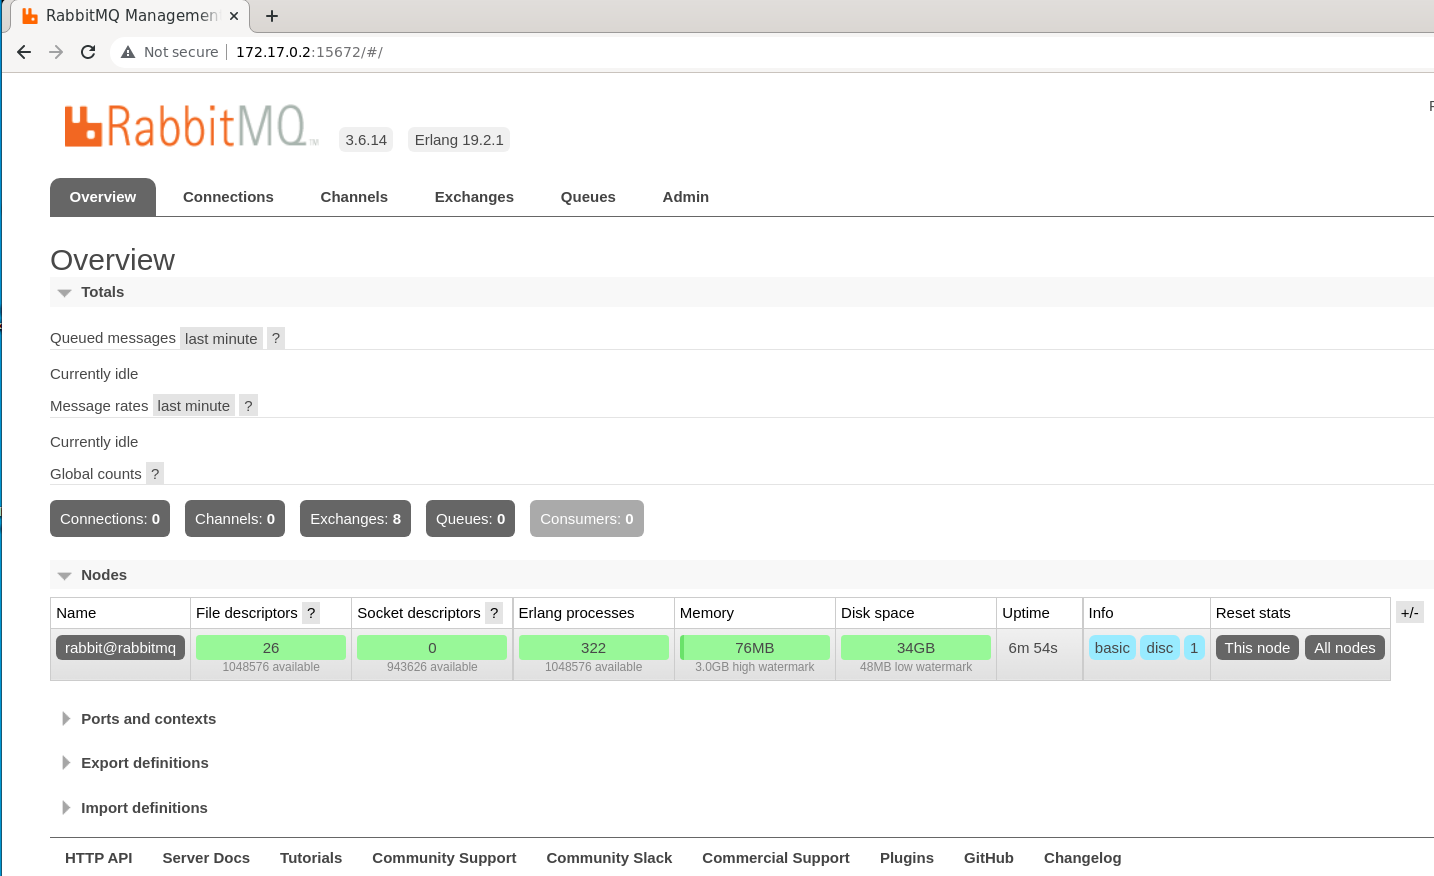 RabbitMQ Managemen
Not secure 172.17.0.2:15672/#/
RabbitMQ TM 3.6.14 Erlang 19.2.1
Overview Connections Channels Exchanges Queues Admin
Overview
Totals
Queued messages last minute ?
Currently idle
Message rates last minute ?
Currently idle
Global counts ?
Connections: 0 Channels: 0 Exchanges: 8 Queues: 0 Consumers: 0
Nodes
Name File descriptors ? Socket descriptors ? Erlang processes Memory Disk space Uptime Info Reset stats +/-
rabbit@rabbitmq 26 0 322 76MB 34GB 6m 54s basic disc 1 This node All nodes
1048576 available 943626 available 1048576 available 3.0GB high watermark 48MB low watermark
Ports and contexts
Export definitions
Import definitions
HTTP API Server Docs Tutorials Community Support Community Slack Commercial Support Plugins GitHub Changelog